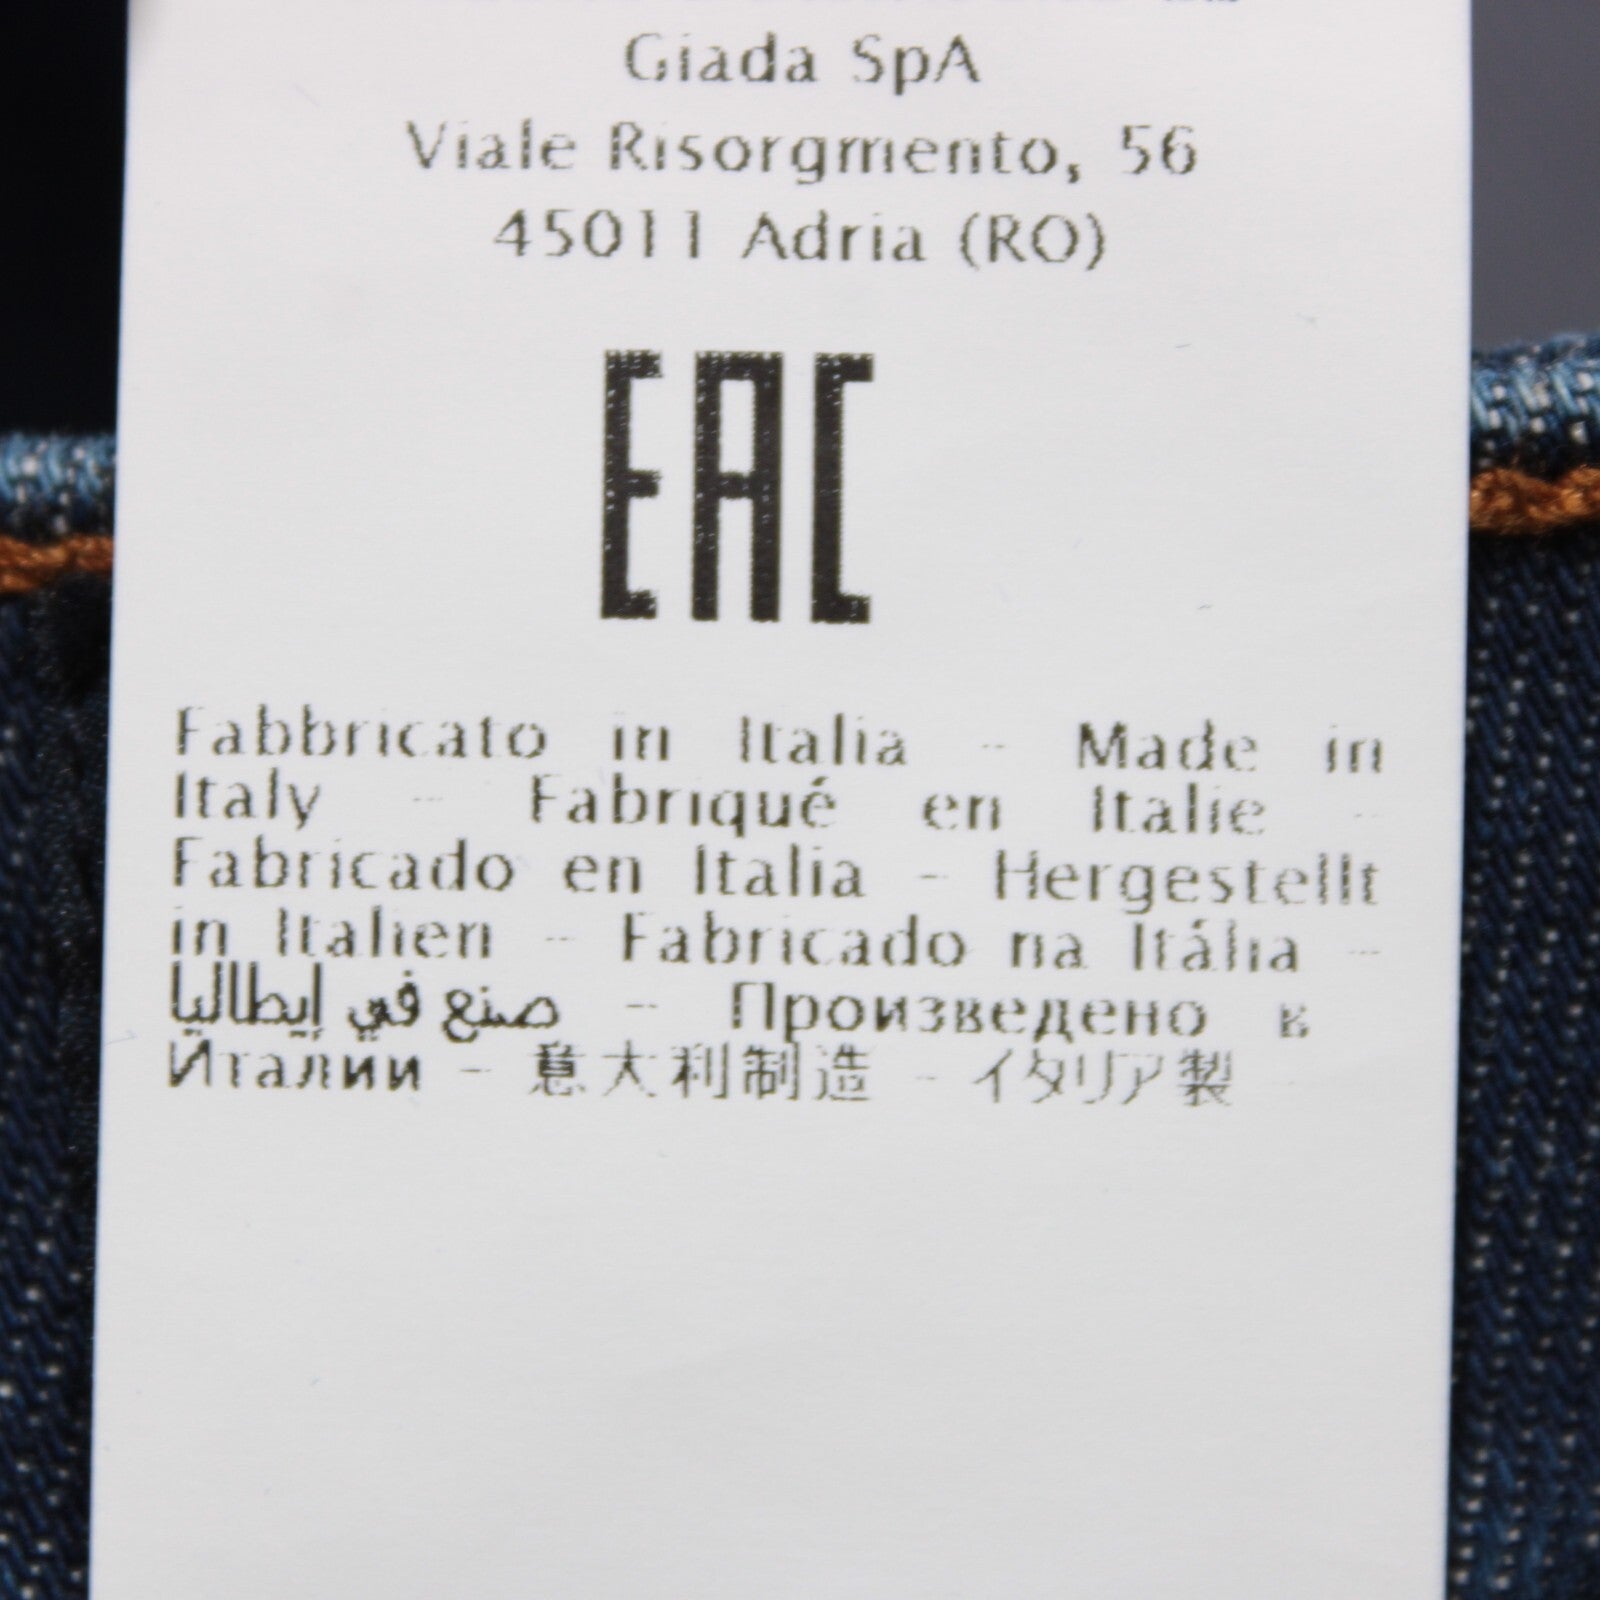 Giada SpA
Viale Risorgmento, 56
45011 Adria (RO)
EAC
Fabbricato in Italia - Made in
Italy - Fabriqué en Italie -
Fabricado en Italia - Hergestellt
in Italien - Fabricado na Itália -
صنع في إيطاليا - Произведено в
Италии - 意大利制造 - イタリア製